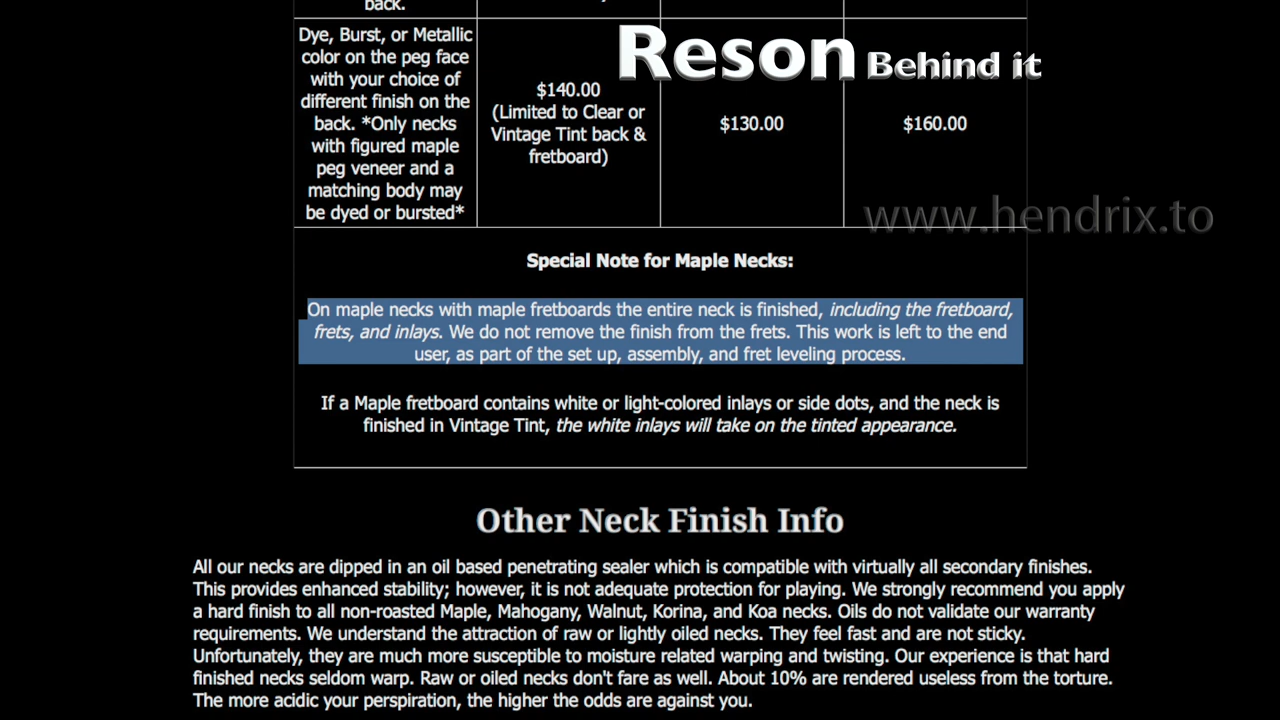 back.
Dye, Burst, or Metallic
color on the peg face
with your choice of
different finish on the
back. *Only necks
with figured maple
peg veneer and a
matching body may
be dyed or bursted*
$140.00
(Limited to Clear or
Vintage Tint back &
fretboard)
$130.00
$160.00
Reson Behind it
www.hendrix.to
Special Note for Maple Necks:
On maple necks with maple fretboards the entire neck is finished, including the fretboard,
frets, and inlays. We do not remove the finish from the frets. This work is left to the end
user, as part of the set up, assembly, and fret leveling process.
If a Maple fretboard contains white or light-colored inlays or side dots, and the neck is
finished in Vintage Tint, the white inlays will take on the tinted appearance.
Other Neck Finish Info
All our necks are dipped in an oil based penetrating sealer which is compatible with virtually all secondary finishes.
This provides enhanced stability; however, it is not adequate protection for playing. We strongly recommend you apply
a hard finish to all non-roasted Maple, Mahogany, Walnut, Korina, and Koa necks. Oils do not validate our warranty
requirements. We understand the attraction of raw or lightly oiled necks. They feel fast and are not sticky.
Unfortunately, they are much more susceptible to moisture related warping and twisting. Our experience is that hard
finished necks seldom warp. Raw or oiled necks don't fare as well. About 10% are rendered useless from the torture.
The more acidic your perspiration, the higher the odds are against you.